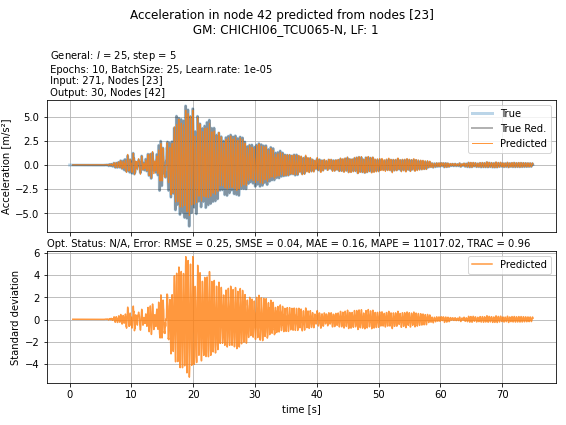 Acceleration in node 42 predicted from nodes [23]
GM: CHICHI06_TCU065-N, LF: 1
General: l = 25, step = 5
Epochs: 10, BatchSize: 25, Learn.rate: 1e-05
Input: 271, Nodes [23]
Output: 30, Nodes [42]
5.0
2.5
0.0
−2.5
−5.0
Acceleration [m/s²]
True
True Red.
Predicted
Opt. Status: N/A, Error: RMSE = 0.25, SMSE = 0.04, MAE = 0.16, MAPE = 11017.02, TRAC = 0.96
6
4
2
0
−2
−4
Standard deviation
Predicted
0 10 20 30 40 50 60 70
time [s]